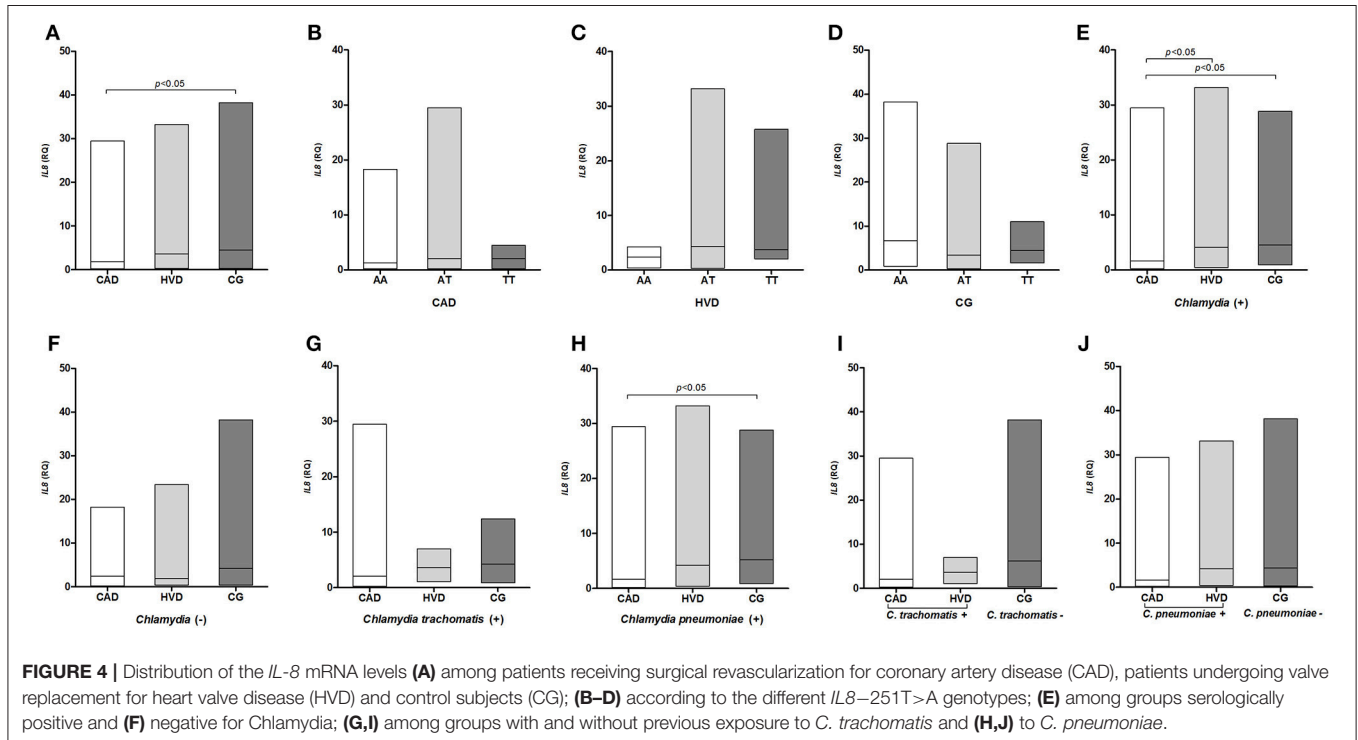 A
50
40
30
20
10
0
IL8 (RQ)
p<0.05
CAD HVD CG
B
40
30
20
10
0
IL8 (RQ)
AA AT TT
CAD
C
40
30
20
10
0
IL8 (RQ)
AA AT TT
HVD
D
50
40
30
20
10
0
IL8 (RQ)
AA AT TT
CG
E
50
40
30
20
10
0
IL8 (RQ)
p<0.05
p<0.05
CAD HVD CG
Chlamydia (+)
F
50
40
30
20
10
0
IL8 (RQ)
CAD HVD CG
Chlamydia (-)
G
40
30
20
10
0
IL8 (RQ)
CAD HVD CG
Chlamydia trachomatis (+)
H
40
30
20
10
0
IL8 (RQ)
p<0.05
CAD HVD CG
Chlamydia pneumoniae (+)
I
50
40
30
20
10
0
IL8 (RQ)
CAD HVD CG
C. trachomatis + C. trachomatis -
J
50
40
30
20
10
0
IL8 (RQ)
CAD HVD CG
C. pneumoniae + C. pneumoniae -
FIGURE 4 | Distribution of the IL-8 mRNA levels (A) among patients receiving surgical revascularization for coronary artery disease (CAD), patients undergoing valve
replacement for heart valve disease (HVD) and control subjects (CG); (B–D) according to the different IL8−251T>A genotypes; (E) among groups serologically
positive and (F) negative for Chlamydia; (G,I) among groups with and without previous exposure to C. trachomatis and (H,J) to C. pneumoniae.